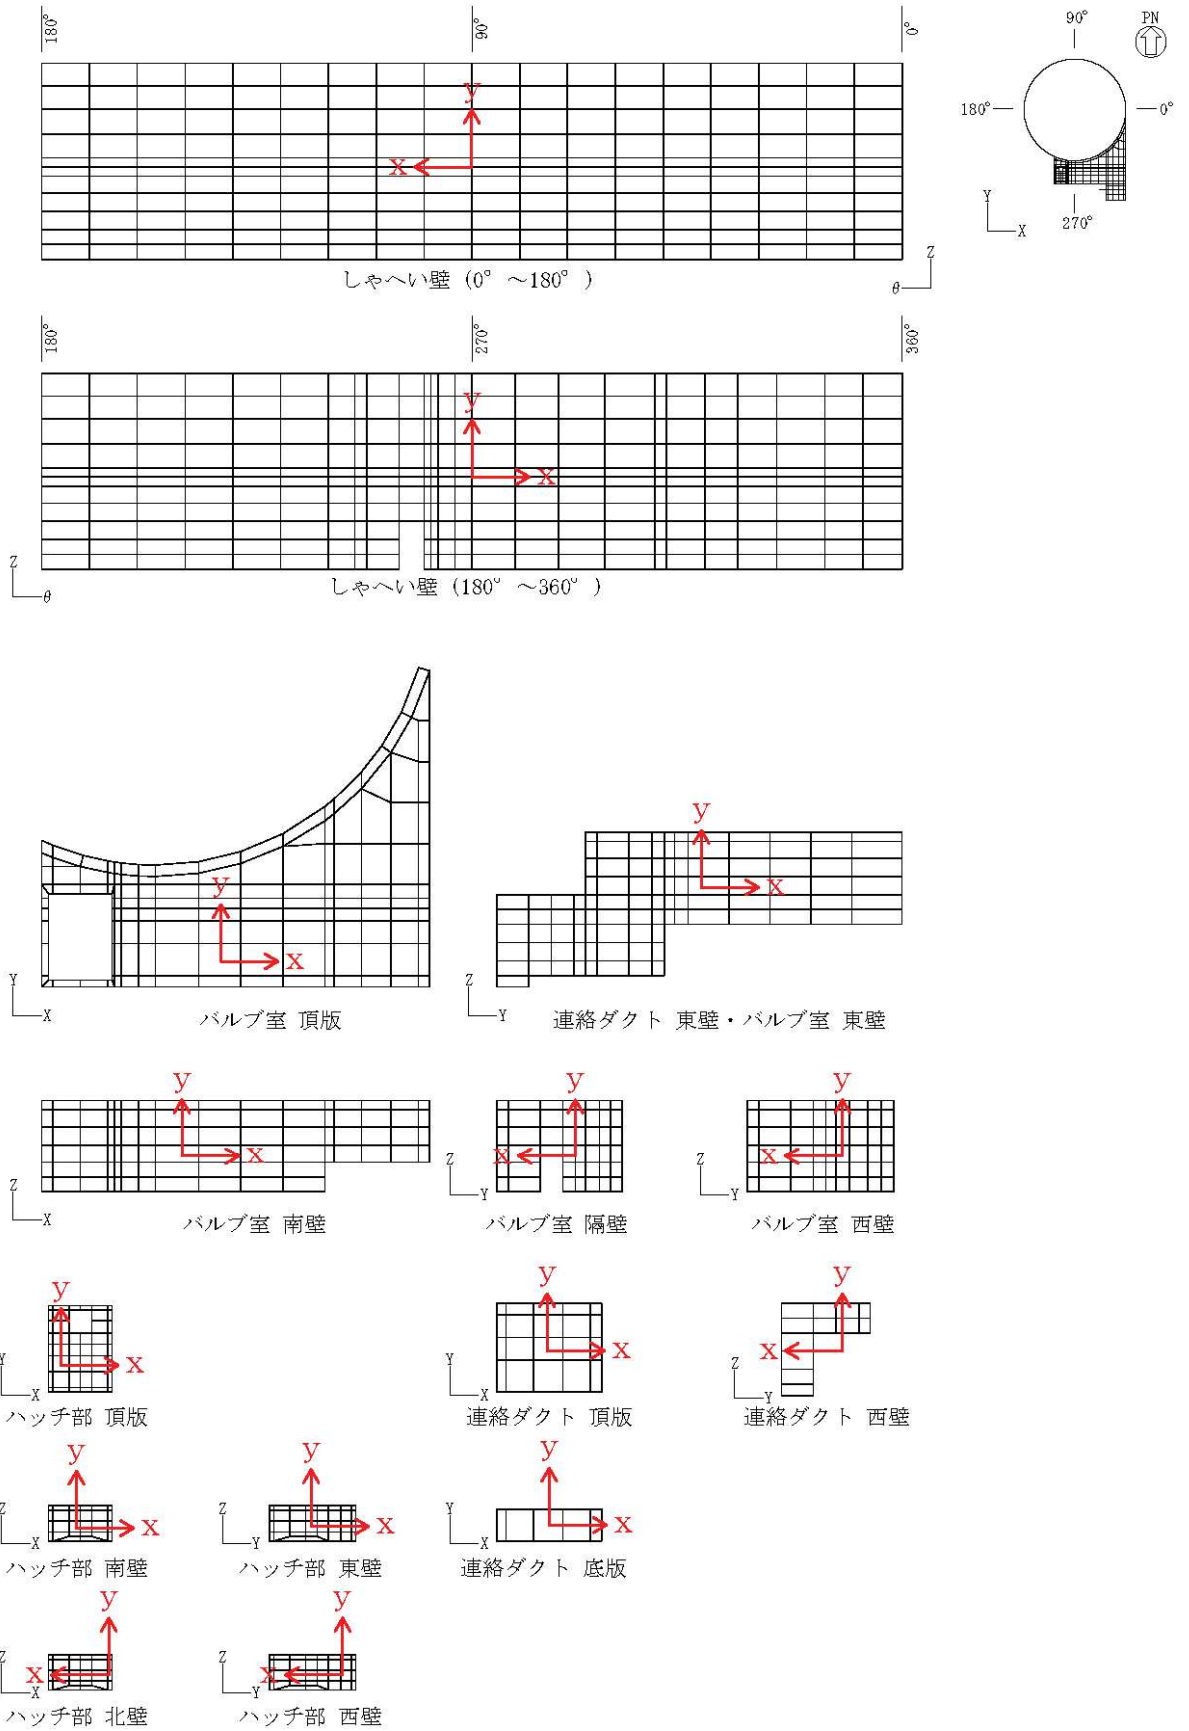 180°
90°
0°
90°
PN
180°
0°
270°
Y
X
y
x
しゃへい壁 (0° ～180° )
Z
θ
180°
270°
360°
y
x
しゃへい壁 (180° ～360° )
Z
θ
y
x
Y
X
バルブ室 頂版
y
x
Z
Y
連絡ダクト 東壁・バルブ室 東壁
y
x
Z
X
バルブ室 南壁
y
x
Z
Y
バルブ室 隔壁
y
x
Z
Y
バルブ室 西壁
y
x
Y
X
ハッチ部 頂版
y
x
Y
X
連絡ダクト 頂版
y
x
Z
Y
連絡ダクト 西壁
y
x
Z
X
ハッチ部 南壁
y
x
Z
Y
ハッチ部 東壁
y
x
Y
X
連絡ダクト 底版
y
x
Z
X
ハッチ部 北壁
y
x
Z
Y
ハッチ部 西壁